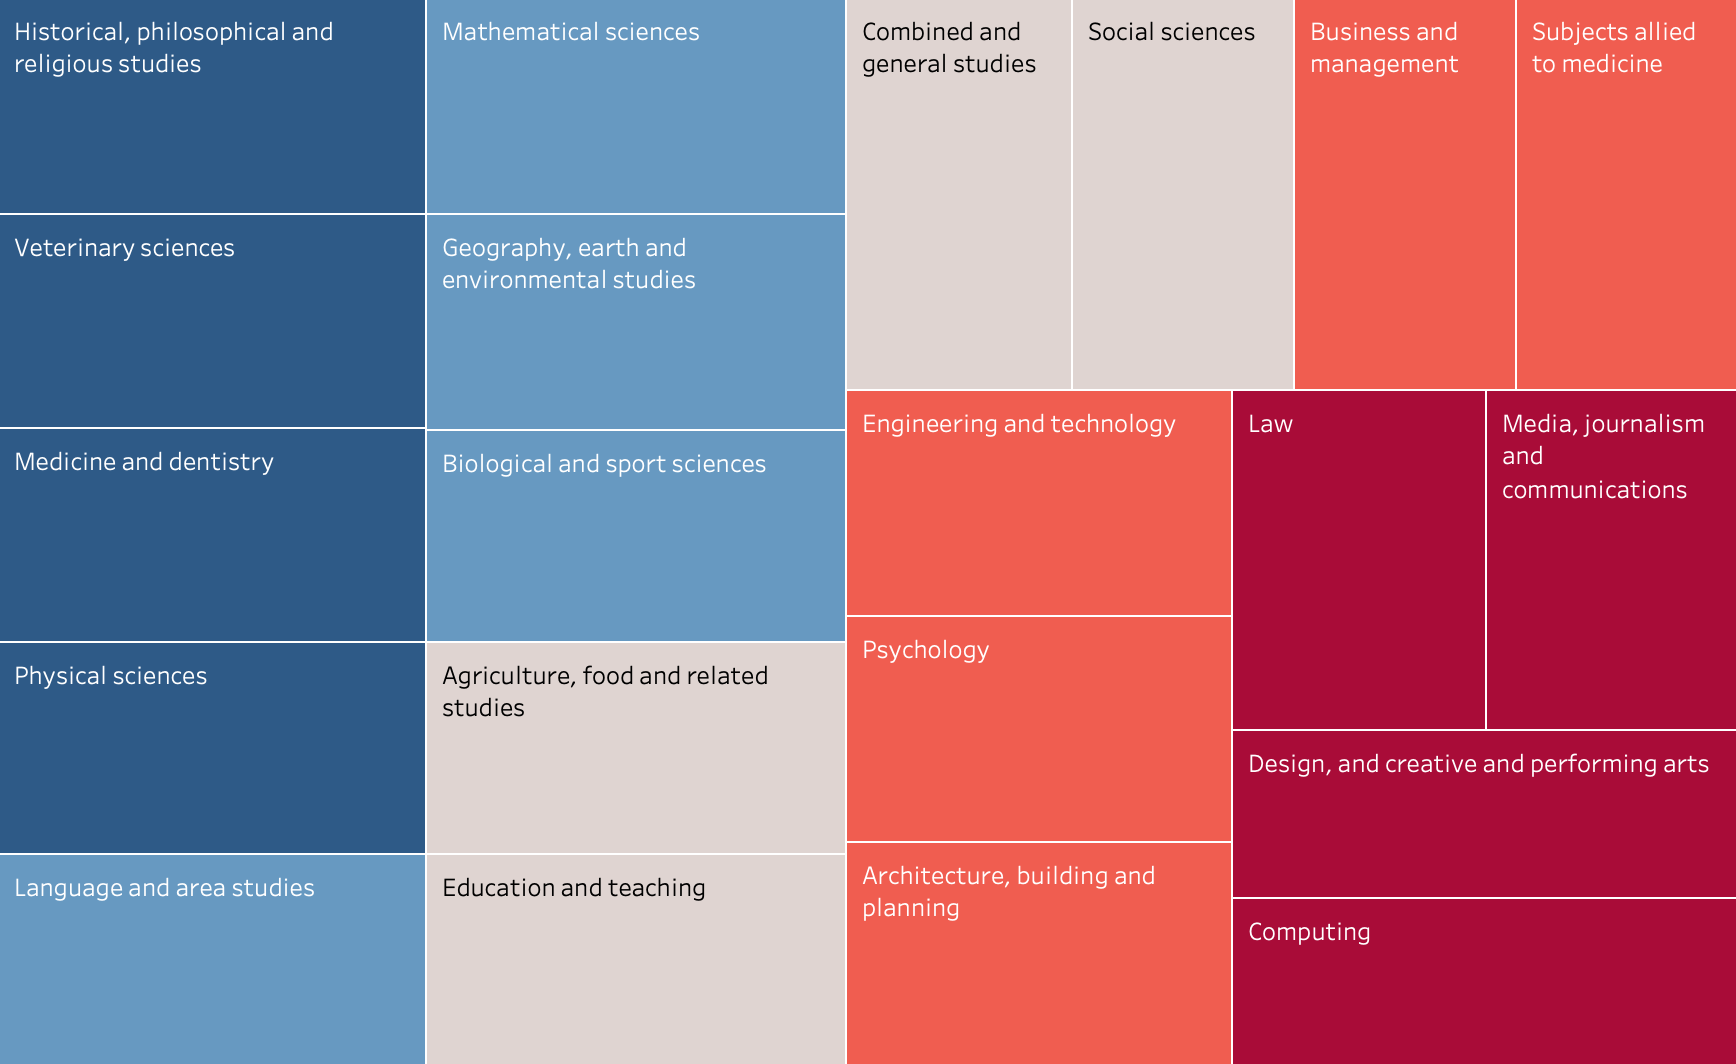 Historical, philosophical and
religious studies
Veterinary sciences
Medicine and dentistry
Physical sciences
Language and area studies
Mathematical sciences
Geography, earth and
environmental studies
Biological and sport sciences
Agriculture, food and related
studies
Education and teaching
Combined and
general studies
Social sciences
Business and
management
Subjects allied
to medicine
Engineering and technology
Psychology
Architecture, building and
planning
Law
Media, journalism
and
communications
Design, and creative and performing arts
Computing